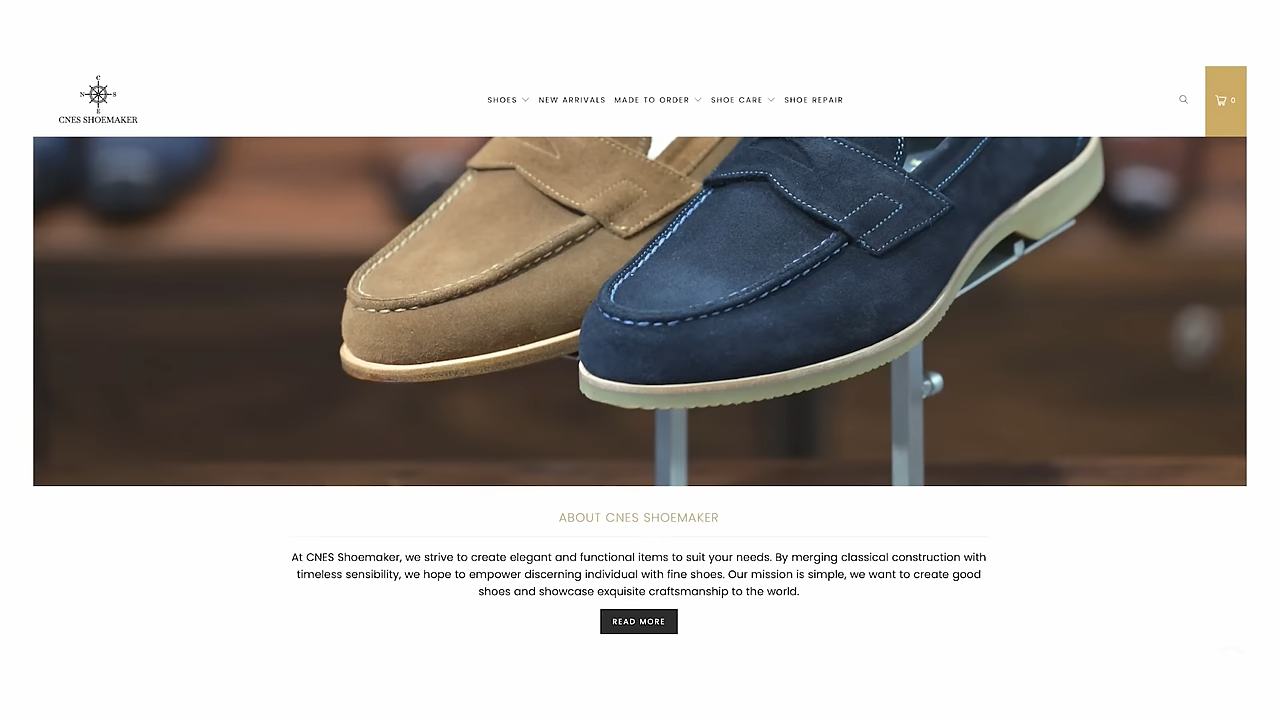 C
N S
E
CNES SHOEMAKER
SHOES NEW ARRIVALS MADE TO ORDER SHOE CARE SHOE REPAIR
0
ABOUT CNES SHOEMAKER
At CNES Shoemaker, we strive to create elegant and functional items to suit your needs. By merging classical construction with
timeless sensibility, we hope to empower discerning individual with fine shoes. Our mission is simple, we want to create good
shoes and showcase exquisite craftsmanship to the world.
READ MORE